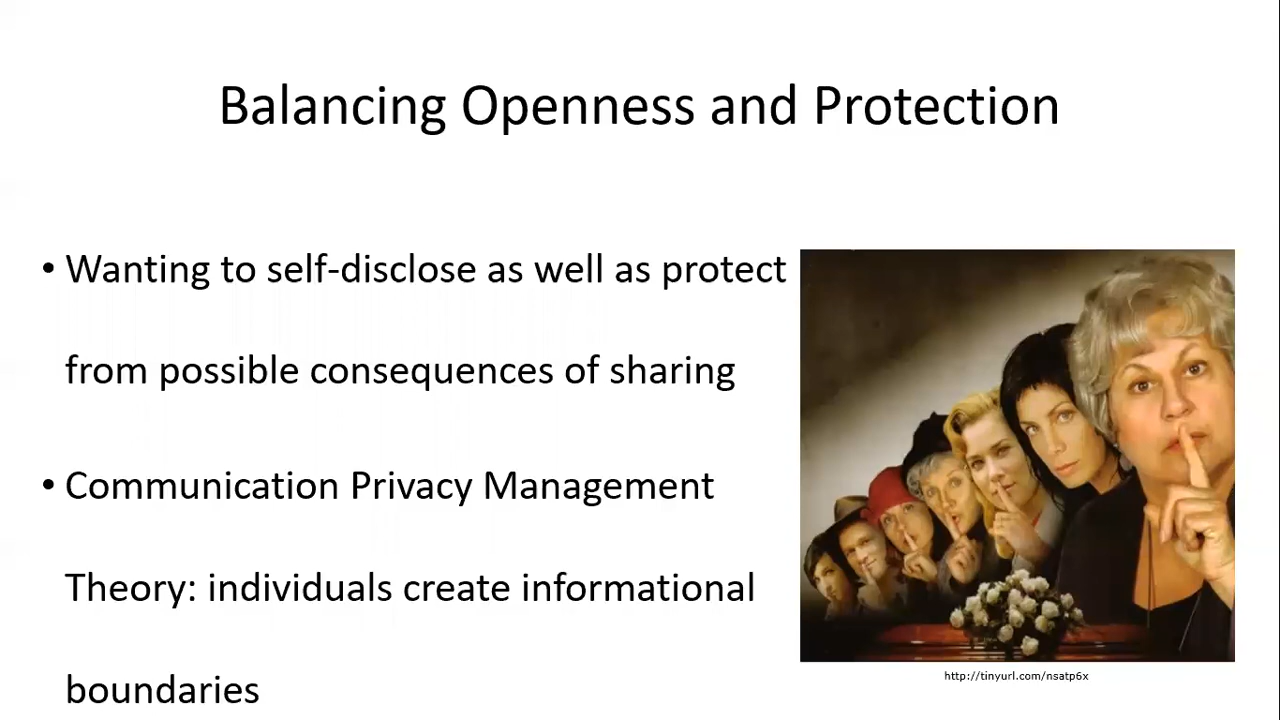 Balancing Openness and Protection
• Wanting to self-disclose as well as protect
from possible consequences of sharing
• Communication Privacy Management
Theory: individuals create informational
boundaries
http://tinyurl.com/nsatp6x